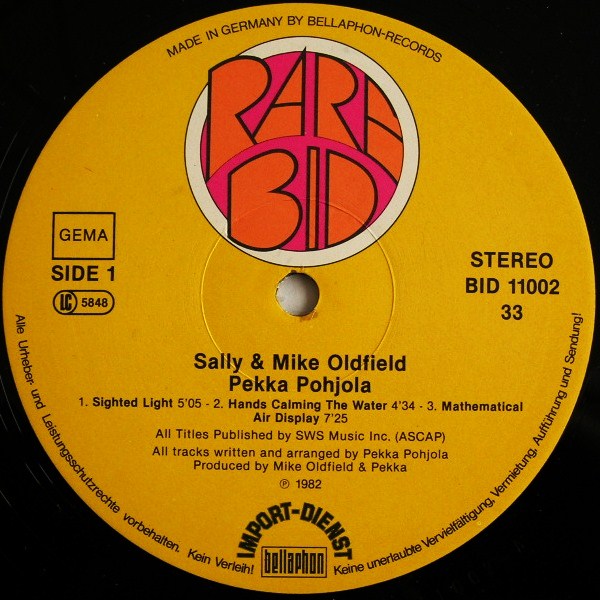 MADE IN GERMANY BY BELLAPHON-RECORDS
RARE
BID
GEMA
SIDE 1
LC 5848
STEREO
BID 11002
33
Sally & Mike Oldfield
Pekka Pohjola
1. Sighted Light 5'05 - 2. Hands Calming The Water 4'34 - 3. Mathematical
Air Display 7'25
All Titles Published by SWS Music Inc. (ASCAP)
All tracks written and arranged by Pekka Pohjola
Produced by Mike Oldfield & Pekka
℗ 1982
IMPORT-DIENST
bellaphon
Alle Urheber- und Leistungsschutzrechte vorbehalten. Kein Verleih! Keine unerlaubte Vervielfältigung, Vermietung, Aufführung und Sendung!